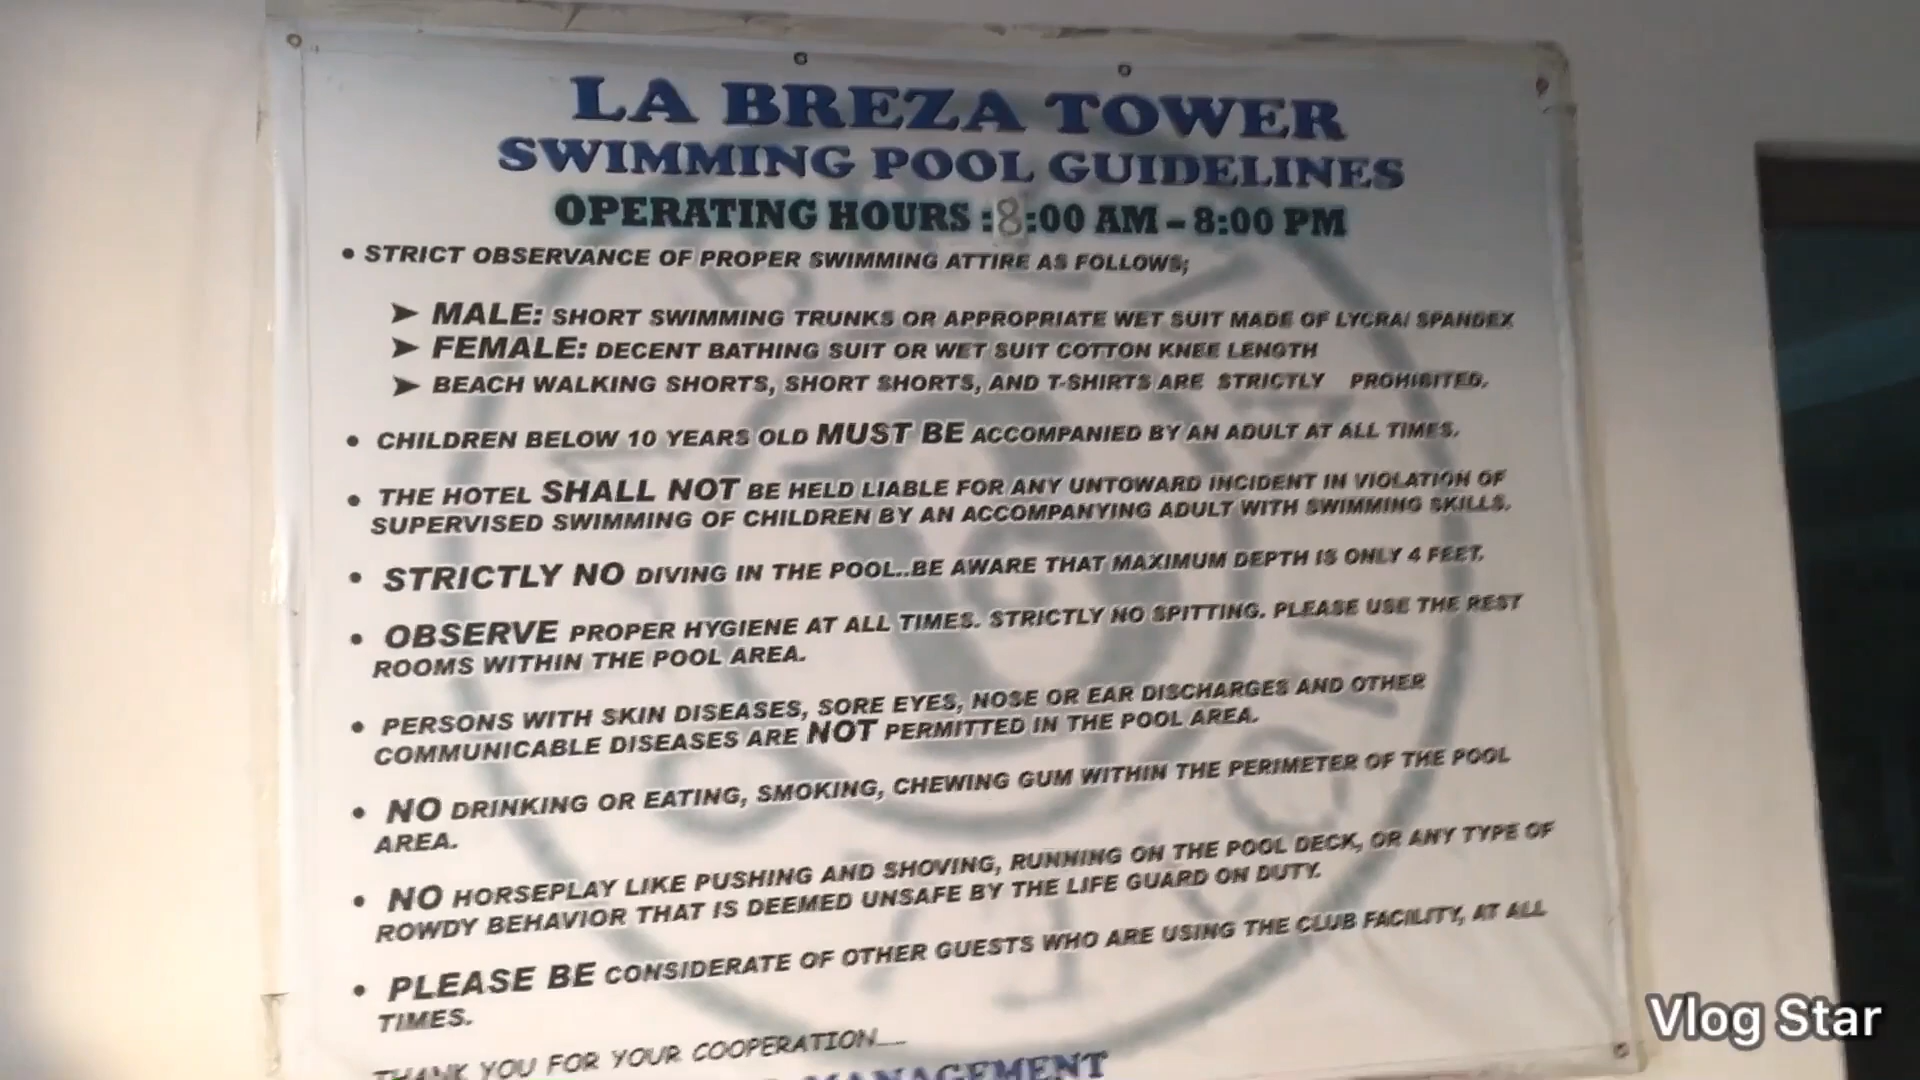 LA BREZA TOWER
SWIMMING POOL GUIDELINES
OPERATING HOURS :8:00 AM – 8:00 PM
• STRICT OBSERVANCE OF PROPER SWIMMING ATTIRE AS FOLLOWS;
➤ MALE: SHORT SWIMMING TRUNKS OR APPROPRIATE WET SUIT MADE OF LYCRA/ SPANDEX
➤ FEMALE: DECENT BATHING SUIT OR WET SUIT COTTON KNEE LENGTH
➤ BEACH WALKING SHORTS, SHORT SHORTS, AND T-SHIRTS ARE STRICTLY PROHIBITED.
• CHILDREN BELOW 10 YEARS OLD MUST BE ACCOMPANIED BY AN ADULT AT ALL TIMES.
• THE HOTEL SHALL NOT BE HELD LIABLE FOR ANY UNTOWARD INCIDENT IN VIOLATION OF
SUPERVISED SWIMMING OF CHILDREN BY AN ACCOMPANYING ADULT WITH SWIMMING SKILLS.
• STRICTLY NO DIVING IN THE POOL..BE AWARE THAT MAXIMUM DEPTH IS ONLY 4 FEET.
• OBSERVE PROPER HYGIENE AT ALL TIMES. STRICTLY NO SPITTING. PLEASE USE THE REST
ROOMS WITHIN THE POOL AREA.
• PERSONS WITH SKIN DISEASES, SORE EYES, NOSE OR EAR DISCHARGES AND OTHER
COMMUNICABLE DISEASES ARE NOT PERMITTED IN THE POOL AREA.
• NO DRINKING OR EATING, SMOKING, CHEWING GUM WITHIN THE PERIMETER OF THE POOL
AREA.
• NO HORSEPLAY LIKE PUSHING AND SHOVING, RUNNING ON THE POOL DECK, OR ANY TYPE OF
ROWDY BEHAVIOR THAT IS DEEMED UNSAFE BY THE LIFE GUARD ON DUTY.
• PLEASE BE CONSIDERATE OF OTHER GUESTS WHO ARE USING THE CLUB FACILITY, AT ALL
TIMES.
THANK YOU FOR YOUR COOPERATION.....
MANAGEMENT
Vlog Star